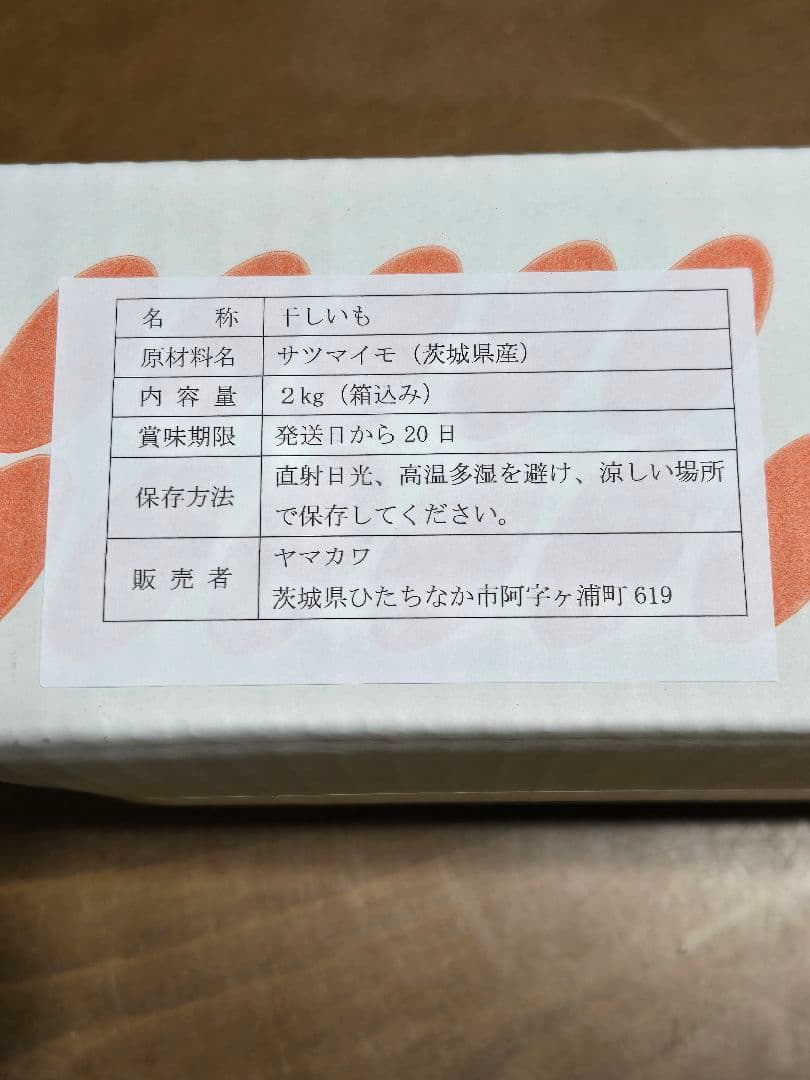 名称 干しいも
原材料名 サツマイモ（茨城県産）
内容量 2kg（箱込み）
賞味期限 発送日から20日
保存方法 直射日光、高温多湿を避け、涼しい場所
で保存してください。
販売者 ヤマカワ
茨城県ひたちなか市阿字ヶ浦町619